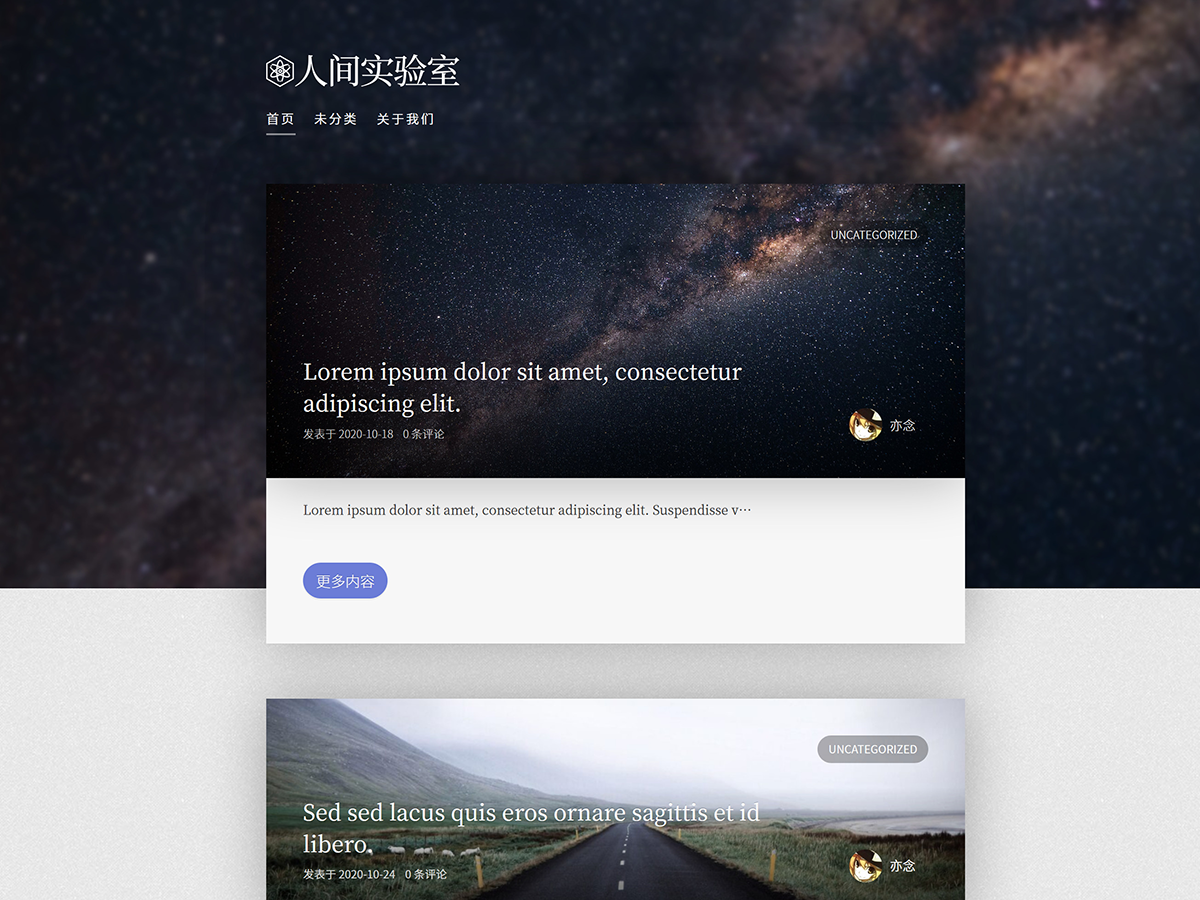 人间实验室
首页 未分类 关于我们
UNCATEGORIZED
Lorem ipsum dolor sit amet, consectetur
adipiscing elit.
发表于 2020-10-18 0 条评论
亦念
Lorem ipsum dolor sit amet, consectetur adipiscing elit. Suspendisse v…
更多内容
UNCATEGORIZED
Sed sed lacus quis eros ornare sagittis et id
libero.
发表于 2020-10-24 0 条评论
亦念